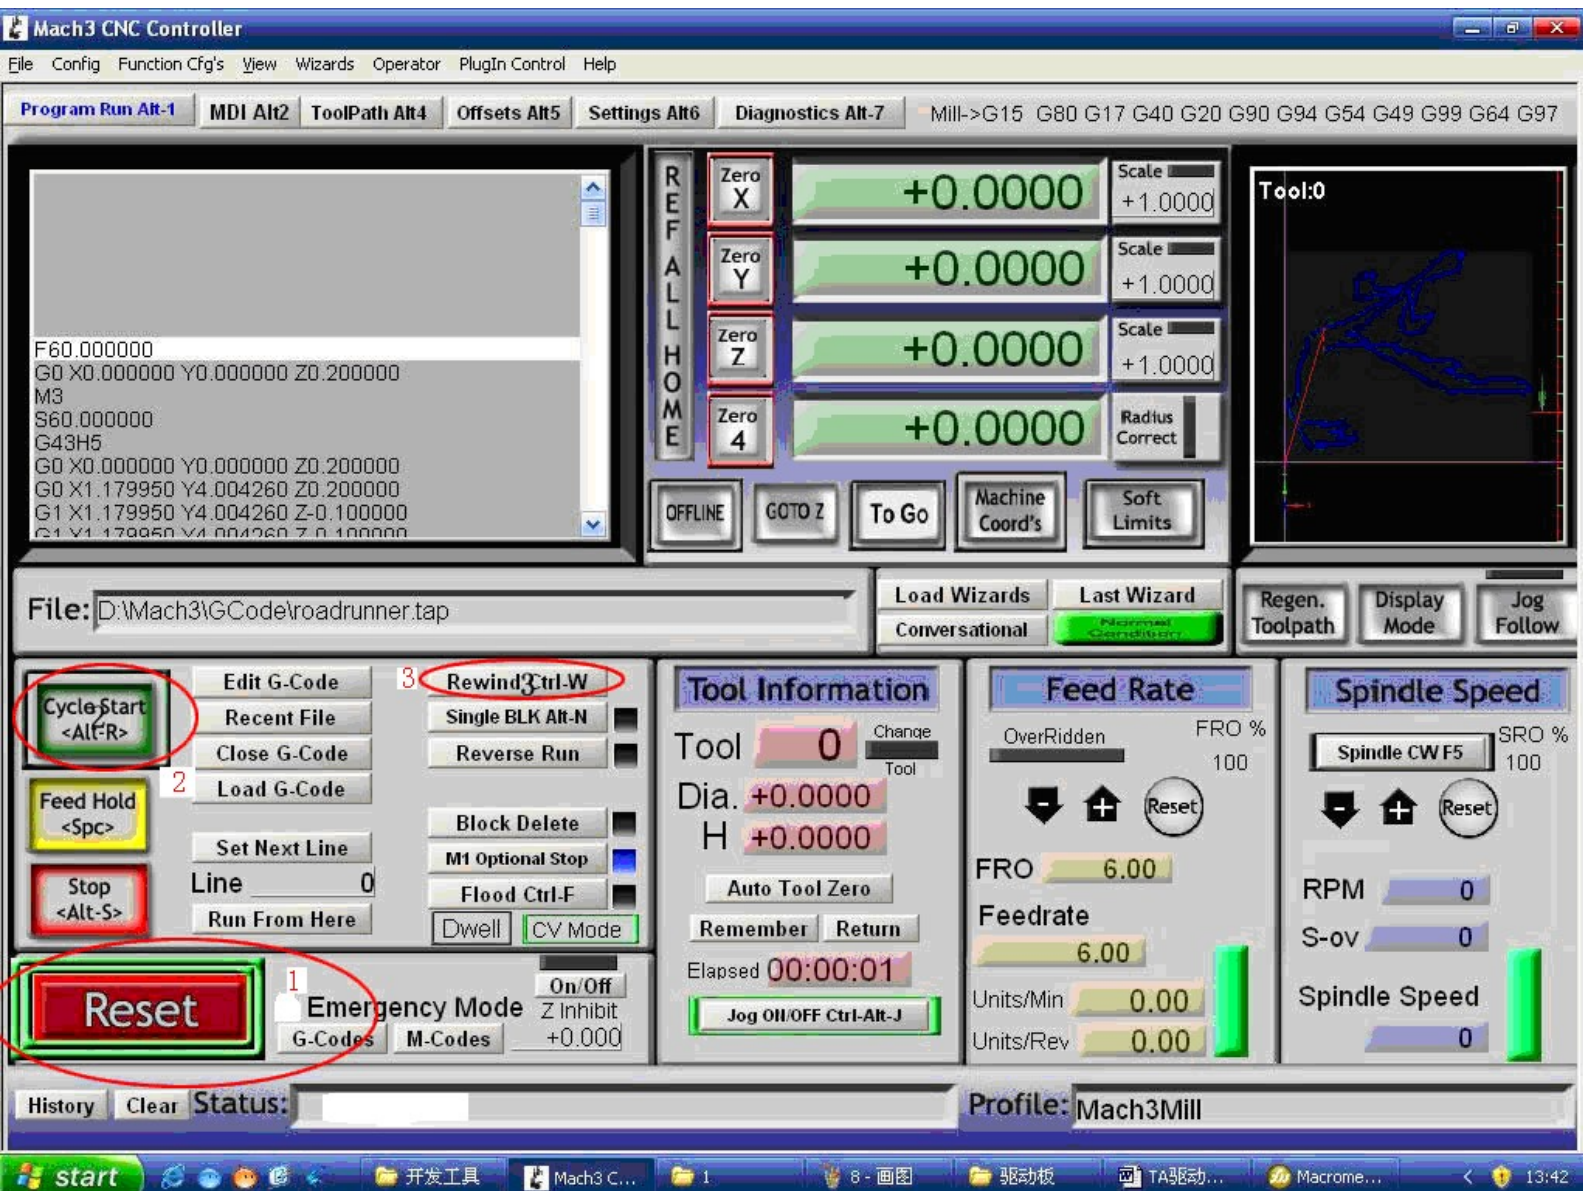 Mach3 CNC Controller
File Config Function Cfg's View Wizards Operator PlugIn Control Help
Program Run Alt-1 MDI Alt2 ToolPath Alt4 Offsets Alt5 Settings Alt6 Diagnostics Alt-7 Mill->G15 G80 G17 G40 G20 G90 G94 G54 G49 G99 G64 G97
F60.000000
G0 X0.000000 Y0.000000 Z0.200000
M3
S60.000000
G43H5
G0 X0.000000 Y0.000000 Z0.200000
G0 X1.179950 Y4.004260 Z0.200000
G1 X1.179950 Y4.004260 Z-0.100000
G1 X1.179950 Y4.004260 Z-0.100000
REF ALL HOME
Zero X +0.0000 Scale +1.0000
Zero Y +0.0000 Scale +1.0000
Zero Z +0.0000 Scale +1.0000
Zero 4 +0.0000 Radius Correct
OFFLINE GOTO Z To Go Machine Coord's Soft Limits
Tool:0
File: D:\Mach3\GCode\roadrunner.tap
Load Wizards Last Wizard
Conversational Normal Condition
Regen. Toolpath Display Mode Jog Follow
Cycle Start <Alt-R> 2
2
Feed Hold <Spc>
Stop <Alt-S>
Edit G-Code
Recent File
Close G-Code
Load G-Code
Set Next Line
Line 0
Run From Here
3 Rewind Ctrl-W 3
Single BLK Alt-N
Reverse Run
Block Delete
M1 Optional Stop
Flood Ctrl-F
Dwell CV Mode
Reset
1
Emergency Mode
G-Codes M-Codes
On/Off
Z Inhibit
+0.000
Tool Information
Tool 0 Change Tool
Dia. +0.0000
H +0.0000
Auto Tool Zero
Remember Return
Elapsed 00:00:01
Jog ON/OFF Ctrl-Alt-J
Feed Rate
OverRidden FRO %
100
Reset
FRO 6.00
Feedrate
6.00
Units/Min 0.00
Units/Rev 0.00
Spindle Speed
Spindle CW F5 SRO %
100
Reset
RPM 0
S-ov 0
Spindle Speed
0
History Clear Status: Profile: Mach3Mill
start 开发工具 Mach3 C... 1 8 - 画图 驱动板 TA驱动... Macrome... 13:42